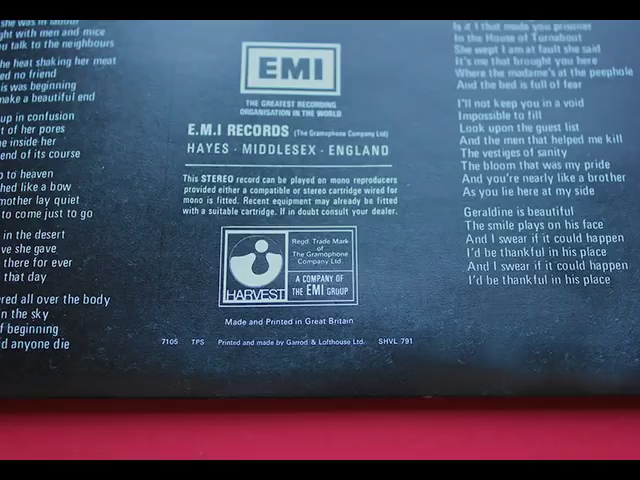 she was in labour
ght with men and mice
u talk to the neighbours
he heat shaking her meat
ed no friend
is was beginning
make a beautiful end
up in confusion
t of her pores
e inside her
end of its course
p to heaven
hed like a bow
mother lay quiet
to come just to go
in the desert
ve she gave
there for ever
that day
red all over the body
n the sky
f beginning
d anyone die
EMI
THE GREATEST RECORDING
ORGANISATION IN THE WORLD
E.M.I RECORDS (The Gramophone Company Ltd)
HAYES · MIDDLESEX · ENGLAND
This STEREO record can be played on mono reproducers
provided either a compatible or stereo cartridge wired for
mono is fitted. Recent equipment may already be fitted
with a suitable cartridge. If in doubt consult your dealer.
HARVEST
Regd. Trade Mark
of
The Gramophone
Company Ltd.
A COMPANY OF
THE EMI GROUP
Made and Printed in Great Britain
7105 TPS Printed and made by Garrod & Lofthouse Ltd. SHVL 791
Is it I that made you prisoner
In the House of Turnabout
She wept I am at fault she said
It's me that brought you here
Where the madame's at the peephole
And the bed is full of fear
I'll not keep you in a void
Impossible to fill
Look upon the guest list
And the men that helped me kill
The vestiges of sanity
The bloom that was my pride
And you're nearly like a brother
As you lie here at my side
Geraldine is beautiful
The smile plays on his face
And I swear if it could happen
I'd be thankful in his place
And I swear if it could happen
I'd be thankful in his place